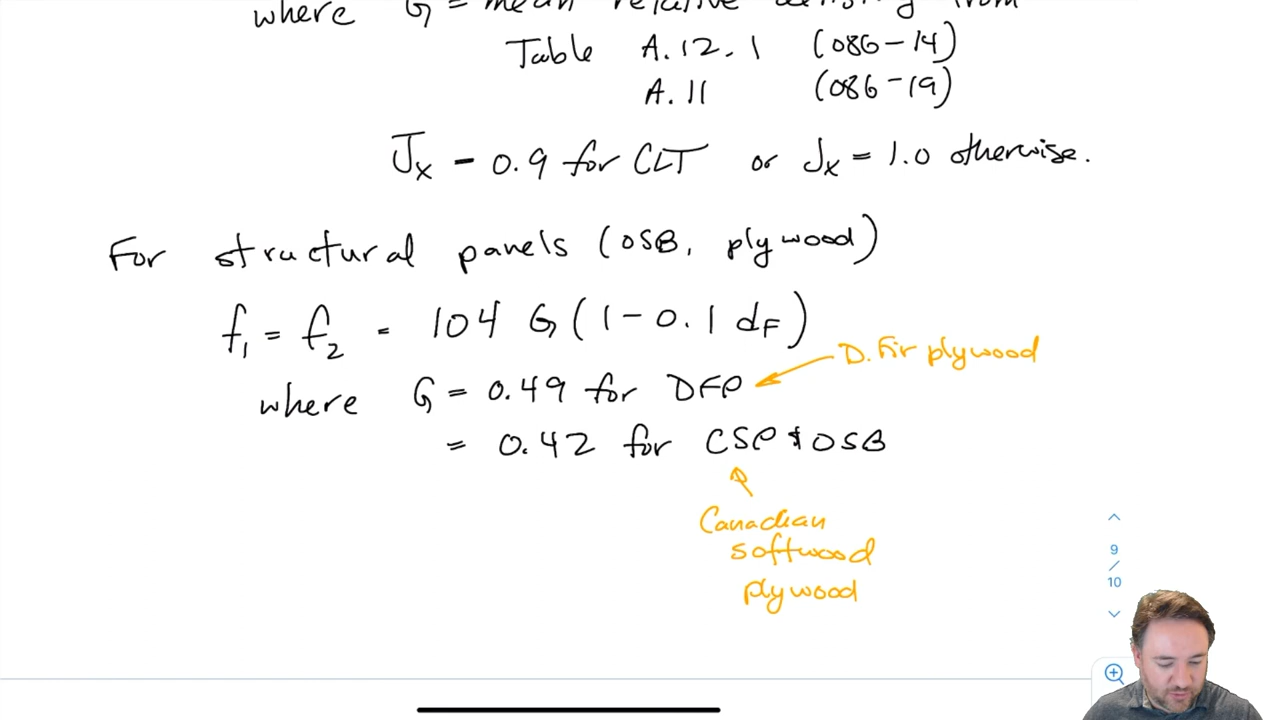 where G = mean relative density from
Table A.12.1 (086-14)
A.11 (086-19)
Jx = 0.9 for CLT or Jx = 1.0 otherwise.
For structural panels (OSB, plywood)
f1 = f2 = 104 G (1 - 0.1 dF)
D. Fir plywood
where G = 0.49 for DFP
= 0.42 for CSP & OSB
Canadian
softwood
plywood
9
/
10